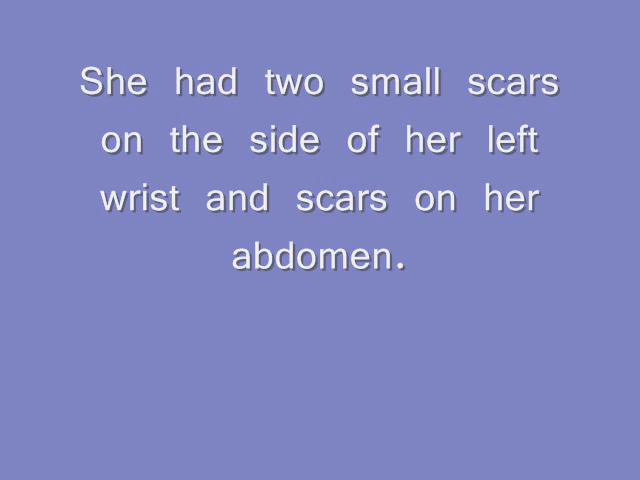 She had two small scars
on the side of her left
wrist and scars on her
abdomen.